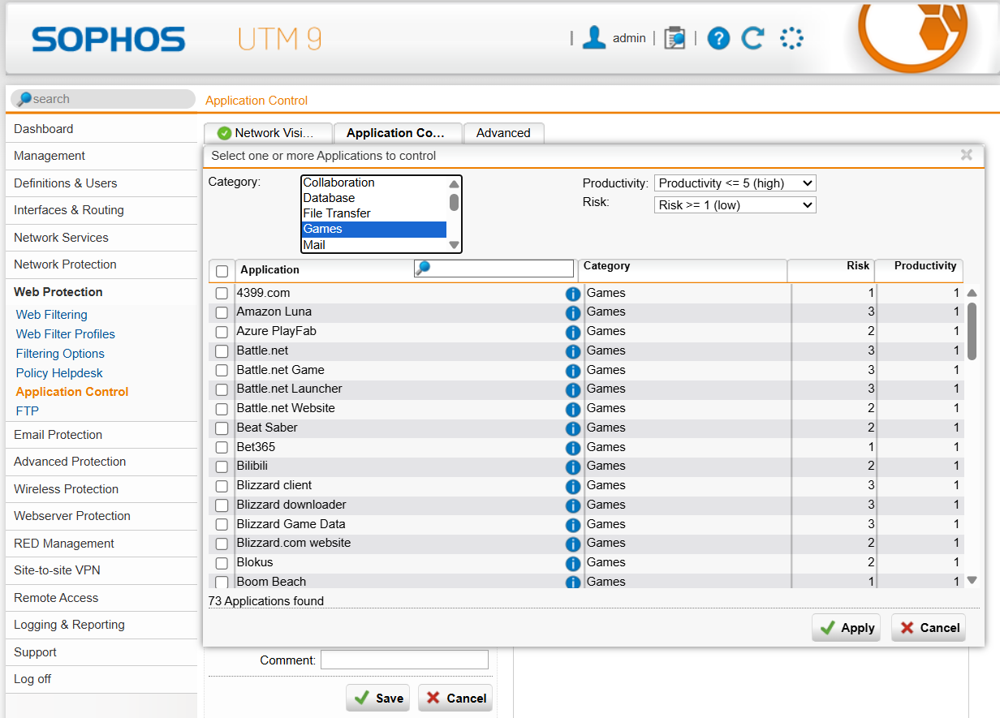 SOPHOS UTM 9
admin
search
Application Control
Dashboard
Management
Definitions & Users
Interfaces & Routing
Network Services
Network Protection
Web Protection
Web Filtering
Web Filter Profiles
Filtering Options
Policy Helpdesk
Application Control
FTP
Email Protection
Advanced Protection
Wireless Protection
Webserver Protection
RED Management
Site-to-site VPN
Remote Access
Logging & Reporting
Support
Log off
Network Visi... Application Co... Advanced
Select one or more Applications to control
Category:
Collaboration
Database
File Transfer
Games
Mail
Productivity: Productivity <= 5 (high)
Risk: Risk >= 1 (low)
Application Category Risk Productivity
4399.com Games 1 1
Amazon Luna Games 3 1
Azure PlayFab Games 2 1
Battle.net Games 3 1
Battle.net Game Games 3 1
Battle.net Launcher Games 3 1
Battle.net Website Games 2 1
Beat Saber Games 2 1
Bet365 Games 1 1
Bilibili Games 2 1
Blizzard client Games 3 1
Blizzard downloader Games 3 1
Blizzard Game Data Games 3 1
Blizzard.com website Games 2 1
Blokus Games 2 1
Boom Beach Games 1 1
73 Applications found
Apply Cancel
Comment:
Save Cancel